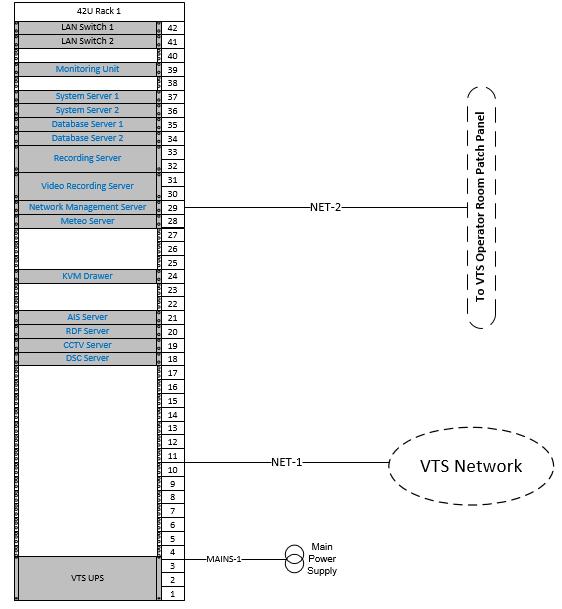 42U Rack 1
LAN SwitCh 1 42
LAN SwitCh 2 41
40
Monitoring Unit 39
38
System Server 1 37
System Server 2 36
Database Server 1 35
Database Server 2 34
33
Recording Server
32
31
Video Recording Server
30
Network Management Server 29
Meteo Server 28
27
26
25
KVM Drawer 24
23
22
AIS Server 21
RDF Server 20
CCTV Server 19
DSC Server 18
17
16
15
14
13
12
11
10
9
8
7
6
5
4
3
VTS UPS 2
1
NET-2
To VTS Operator Room Patch Panel
NET-1
VTS Network
MAINS-1
Main
Power
Supply